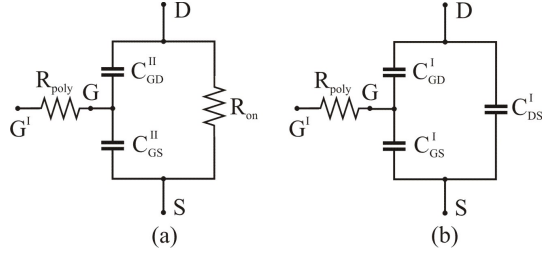 D
C_GD^II
R_poly
G
G^I
R_on
C_GS^II
S
(a)
D
C_GD^I
R_poly
G
G^I
C_DS^I
C_GS^I
S
(b)